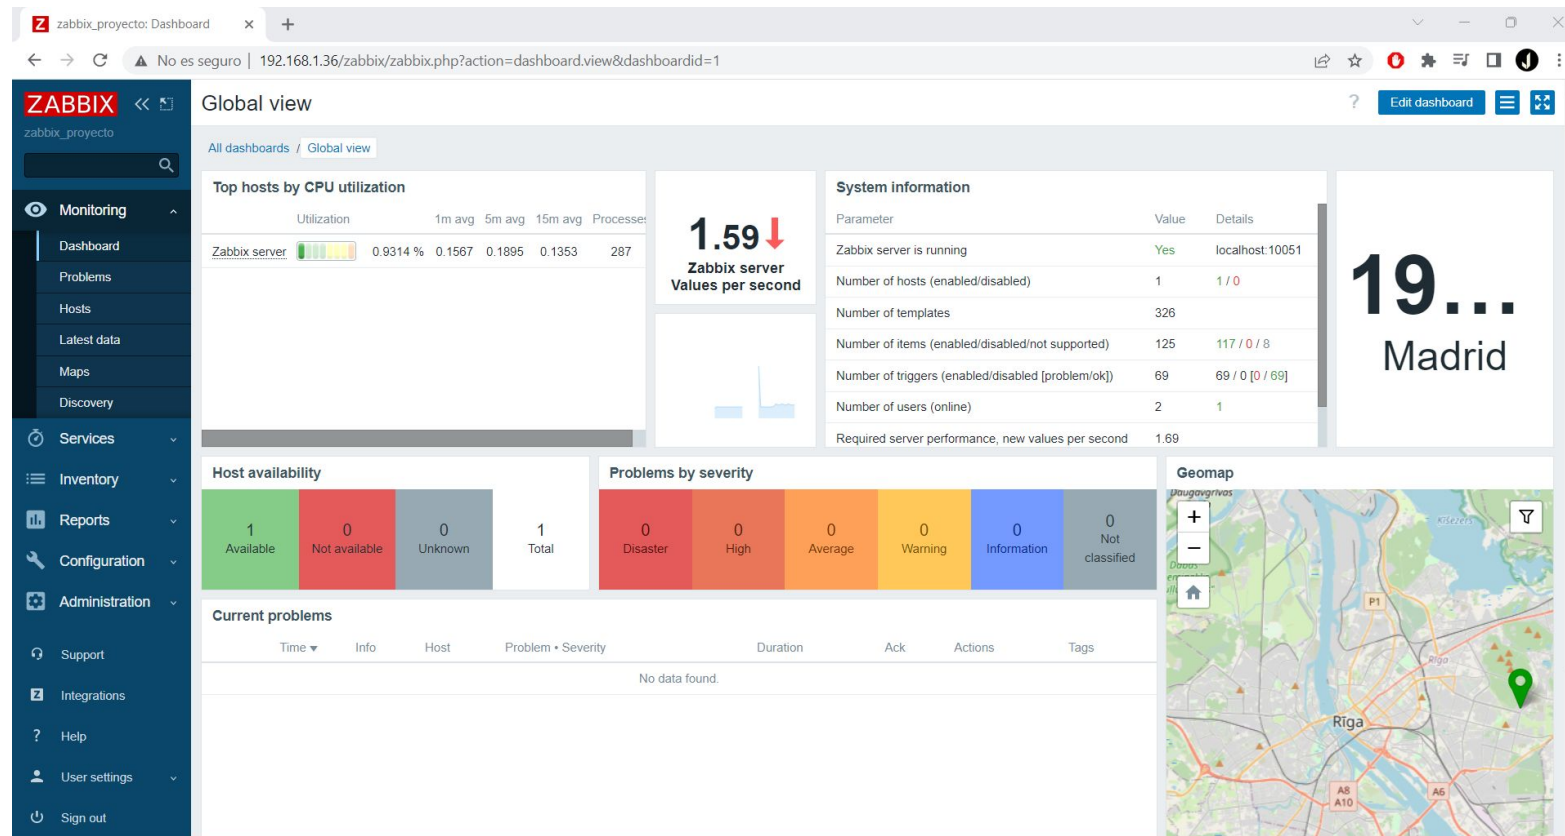 Z zabbix_proyecto: Dashboard
No es seguro | 192.168.1.36/zabbix/zabbix.php?action=dashboard.view&dashboardid=1
ZABBIX
zabbix_proyecto
Monitoring
Dashboard
Problems
Hosts
Latest data
Maps
Discovery
Services
Inventory
Reports
Configuration
Administration
Support
Z Integrations
? Help
User settings
Sign out
Global view
? Edit dashboard
All dashboards / Global view
Top hosts by CPU utilization
Utilization 1m avg 5m avg 15m avg Processes
Zabbix server 0.9314 % 0.1567 0.1895 0.1353 287
1.59
Zabbix server
Values per second
System information
Parameter Value Details
Zabbix server is running Yes localhost:10051
Number of hosts (enabled/disabled) 1 1 / 0
Number of templates 326
Number of items (enabled/disabled/not supported) 125 117 / 0 / 8
Number of triggers (enabled/disabled [problem/ok]) 69 69 / 0 [0 / 69]
Number of users (online) 2 1
Required server performance, new values per second 1.69
19...
Madrid
Host availability
1 Available
0 Not available
0 Unknown
1 Total
Problems by severity
0 Disaster
0 High
0 Average
0 Warning
0 Information
0 Not classified
Geomap
Daugavgrīvas
Ķīšezers
+
−
P1
Rīga
Rīga
A8
A10
A6
Current problems
Time Info Host Problem • Severity Duration Ack Actions Tags
No data found.